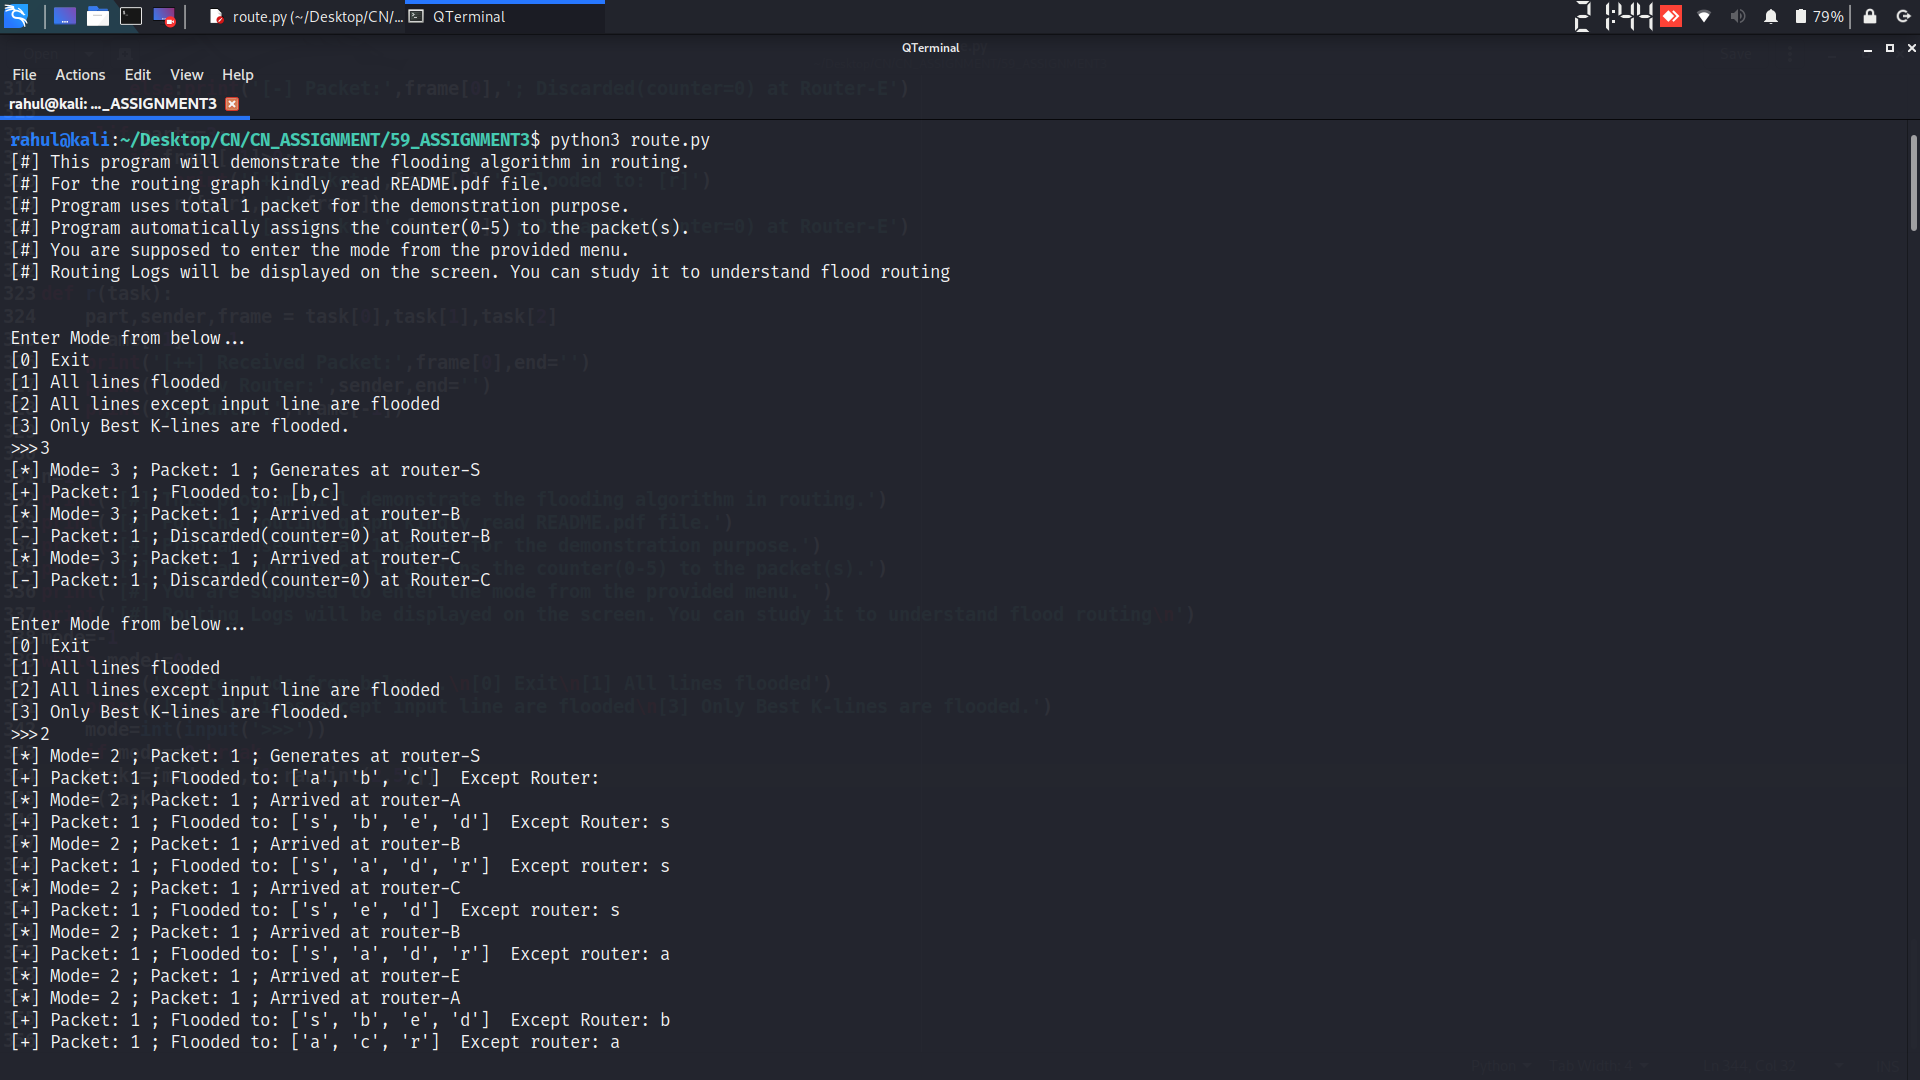 route.py (~/Desktop/CN/...
QTerminal
21:44
79%
QTerminal
File Actions Edit View Help
rahul@kali: ..._ASSIGNMENT3
rahul@kali:~/Desktop/CN/CN_ASSIGNMENT/59_ASSIGNMENT3$ python3 route.py
[#] This program will demonstrate the flooding algorithm in routing.
[#] For the routing graph kindly read README.pdf file.
[#] Program uses total 1 packet for the demonstration purpose.
[#] Program automatically assigns the counter(0-5) to the packet(s).
[#] You are supposed to enter the mode from the provided menu.
[#] Routing Logs will be displayed on the screen. You can study it to understand flood routing
Enter Mode from below...
[0] Exit
[1] All lines flooded
[2] All lines except input line are flooded
[3] Only Best K-lines are flooded.
>>>3
[*] Mode= 3 ; Packet: 1 ; Generates at router-S
[+] Packet: 1 ; Flooded to: [b,c]
[*] Mode= 3 ; Packet: 1 ; Arrived at router-B
[-] Packet: 1 ; Discarded(counter=0) at Router-B
[*] Mode= 3 ; Packet: 1 ; Arrived at router-C
[-] Packet: 1 ; Discarded(counter=0) at Router-C
Enter Mode from below...
[0] Exit
[1] All lines flooded
[2] All lines except input line are flooded
[3] Only Best K-lines are flooded.
>>>2
[*] Mode= 2 ; Packet: 1 ; Generates at router-S
[+] Packet: 1 ; Flooded to: ['a', 'b', 'c']  Except Router:
[*] Mode= 2 ; Packet: 1 ; Arrived at router-A
[+] Packet: 1 ; Flooded to: ['s', 'b', 'e', 'd']  Except Router: s
[*] Mode= 2 ; Packet: 1 ; Arrived at router-B
[+] Packet: 1 ; Flooded to: ['s', 'a', 'd', 'r']  Except router: s
[*] Mode= 2 ; Packet: 1 ; Arrived at router-C
[+] Packet: 1 ; Flooded to: ['s', 'e', 'd']  Except router: s
[*] Mode= 2 ; Packet: 1 ; Arrived at router-B
[+] Packet: 1 ; Flooded to: ['s', 'a', 'd', 'r']  Except router: a
[*] Mode= 2 ; Packet: 1 ; Arrived at router-E
[*] Mode= 2 ; Packet: 1 ; Arrived at router-A
[+] Packet: 1 ; Flooded to: ['s', 'b', 'e', 'd']  Except Router: b
[+] Packet: 1 ; Flooded to: ['a', 'c', 'r']  Except router: a